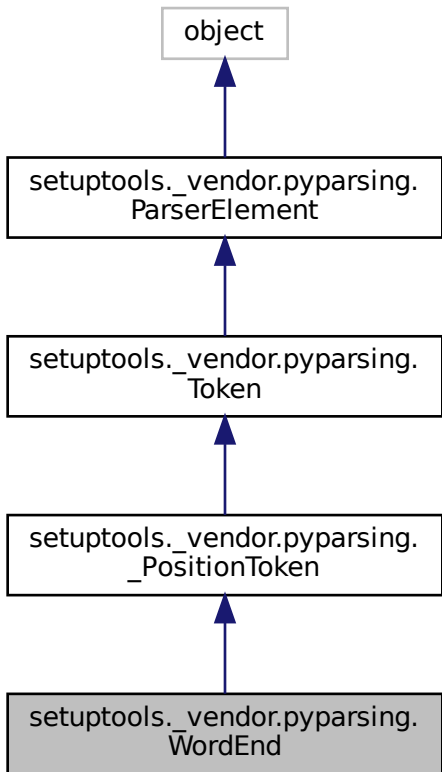 object
setuptools._vendor.pyparsing.
ParserElement
setuptools._vendor.pyparsing.
Token
setuptools._vendor.pyparsing.
_PositionToken
setuptools._vendor.pyparsing.
WordEnd